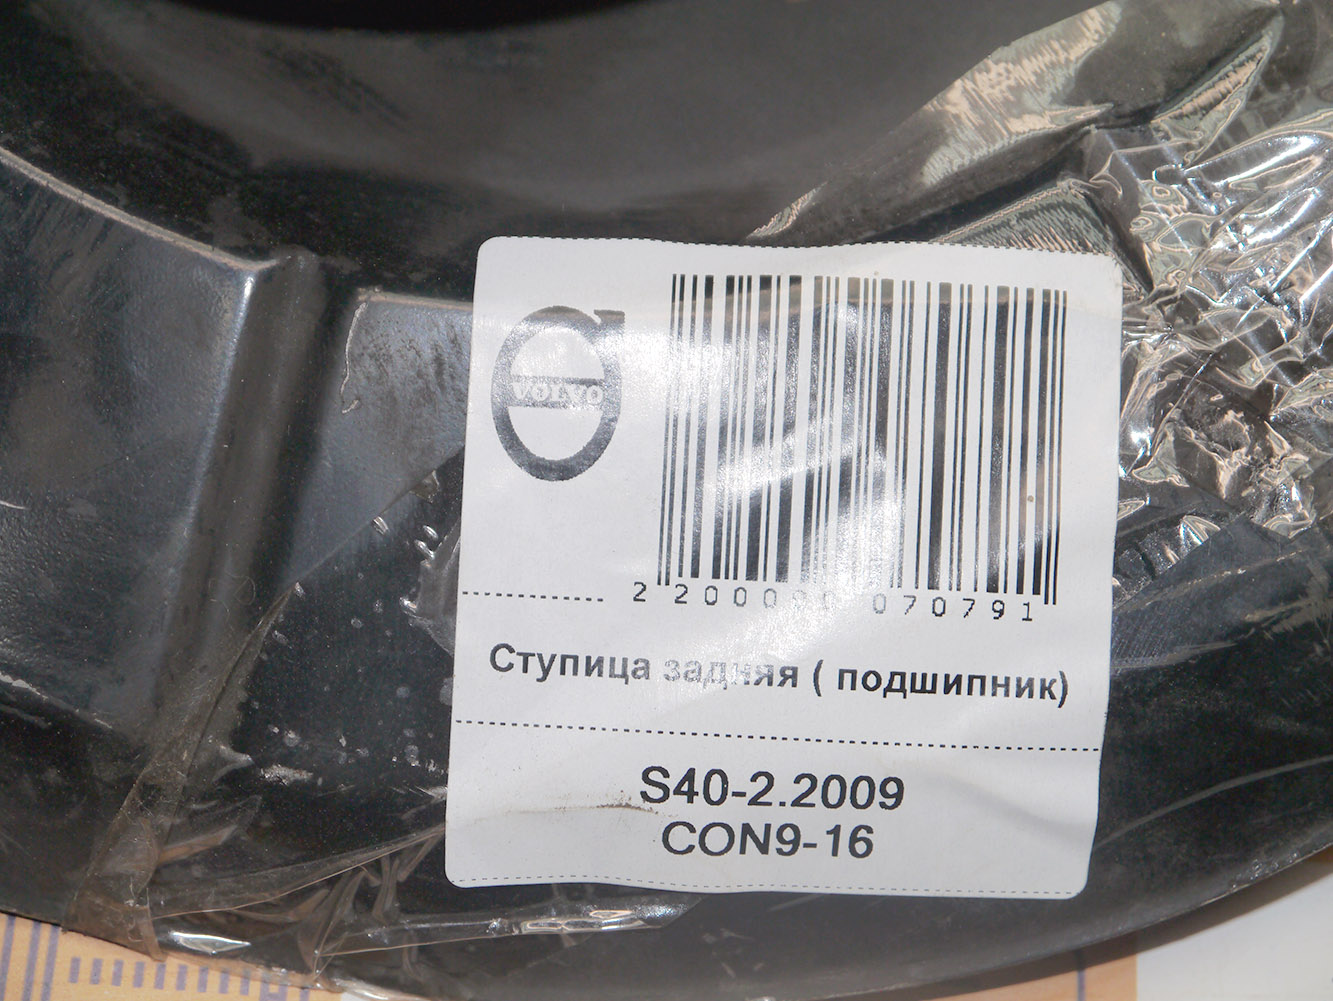 VOLVO
2 200000 070791
Ступица задняя ( подшипник)
S40-2.2009
CON9-16